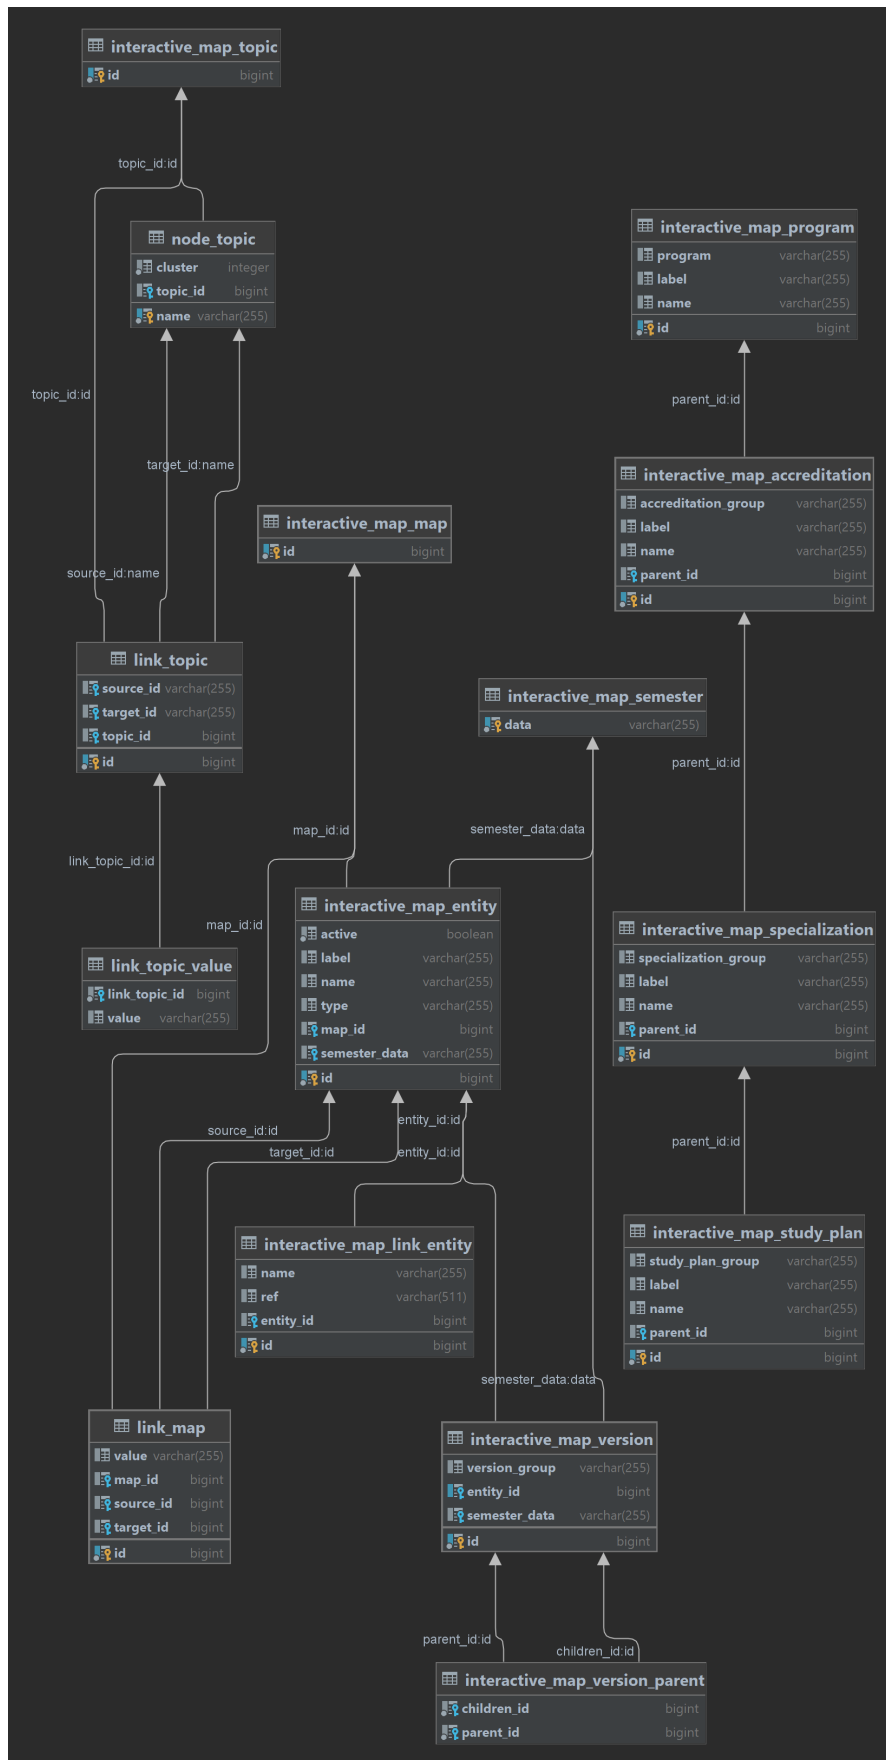 interactive_map_topic
id bigint
topic_id:id
node_topic
cluster integer
topic_id bigint
name varchar(255)
topic_id:id
target_id:name
source_id:name
link_topic
source_id varchar(255)
target_id varchar(255)
topic_id bigint
id bigint
link_topic_id:id
link_topic_value
link_topic_id bigint
value varchar(255)
interactive_map_map
id bigint
map_id:id
map_id:id
interactive_map_semester
data varchar(255)
semester_data:data
interactive_map_entity
active boolean
label varchar(255)
name varchar(255)
type varchar(255)
map_id bigint
semester_data varchar(255)
id bigint
source_id:id
target_id:id
entity_id:id
entity_id:id
interactive_map_link_entity
name varchar(255)
ref varchar(511)
entity_id bigint
id bigint
link_map
value varchar(255)
map_id bigint
source_id bigint
target_id bigint
id bigint
semester_data:data
interactive_map_version
version_group varchar(255)
entity_id bigint
semester_data varchar(255)
id bigint
parent_id:id
children_id:id
interactive_map_version_parent
children_id bigint
parent_id bigint
interactive_map_program
program varchar(255)
label varchar(255)
name varchar(255)
id bigint
parent_id:id
interactive_map_accreditation
accreditation_group varchar(255)
label varchar(255)
name varchar(255)
parent_id bigint
id bigint
parent_id:id
interactive_map_specialization
specialization_group varchar(255)
label varchar(255)
name varchar(255)
parent_id bigint
id bigint
parent_id:id
interactive_map_study_plan
study_plan_group varchar(255)
label varchar(255)
name varchar(255)
parent_id bigint
id bigint